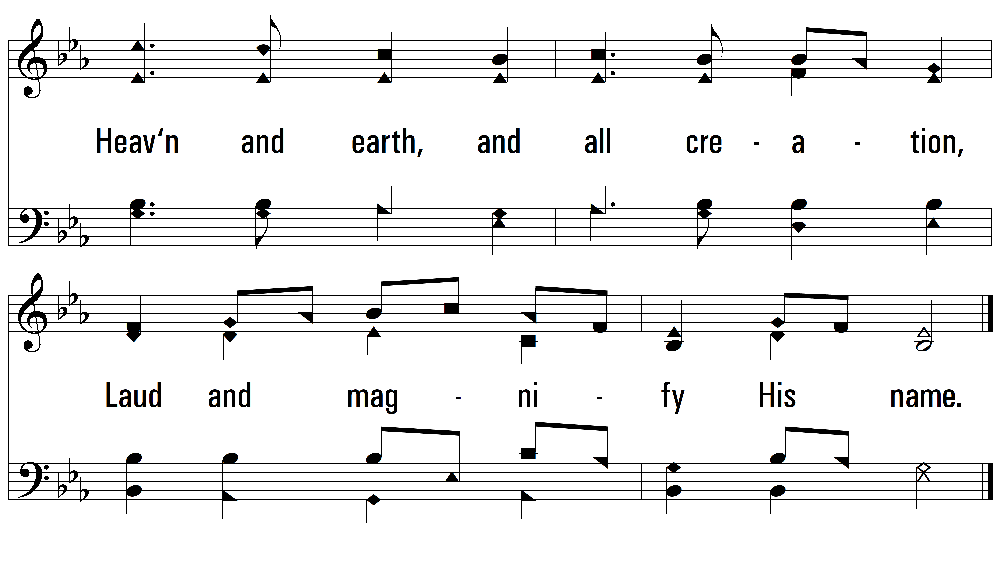 Heav‘n and earth, and all cre - a - tion,
Laud and mag - ni - fy His name.